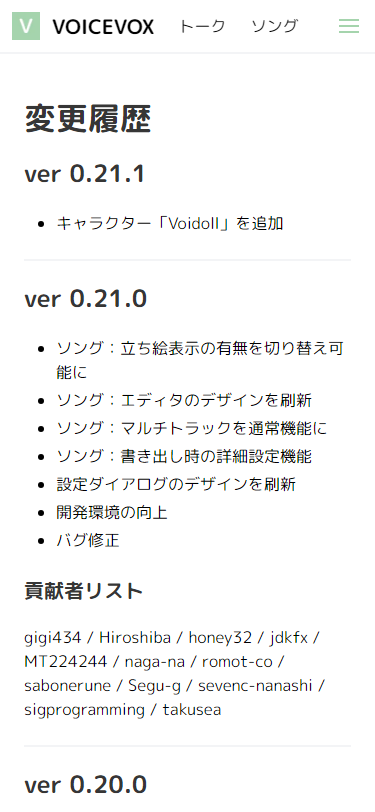 V VOICEVOX トーク ソング
変更履歴
ver 0.21.1
キャラクター「Voidoll」を追加
ver 0.21.0
ソング：立ち絵表示の有無を切り替え可
能に
ソング：エディタのデザインを刷新
ソング：マルチトラックを通常機能に
ソング：書き出し時の詳細設定機能
設定ダイアログのデザインを刷新
開発環境の向上
バグ修正
貢献者リスト
gigi434 / Hiroshiba / honey32 / jdkfx /
MT224244 / naga-na / romot-co /
sabonerune / Segu-g / sevenc-nanashi /
sigprogramming / takusea
ver 0.20.0